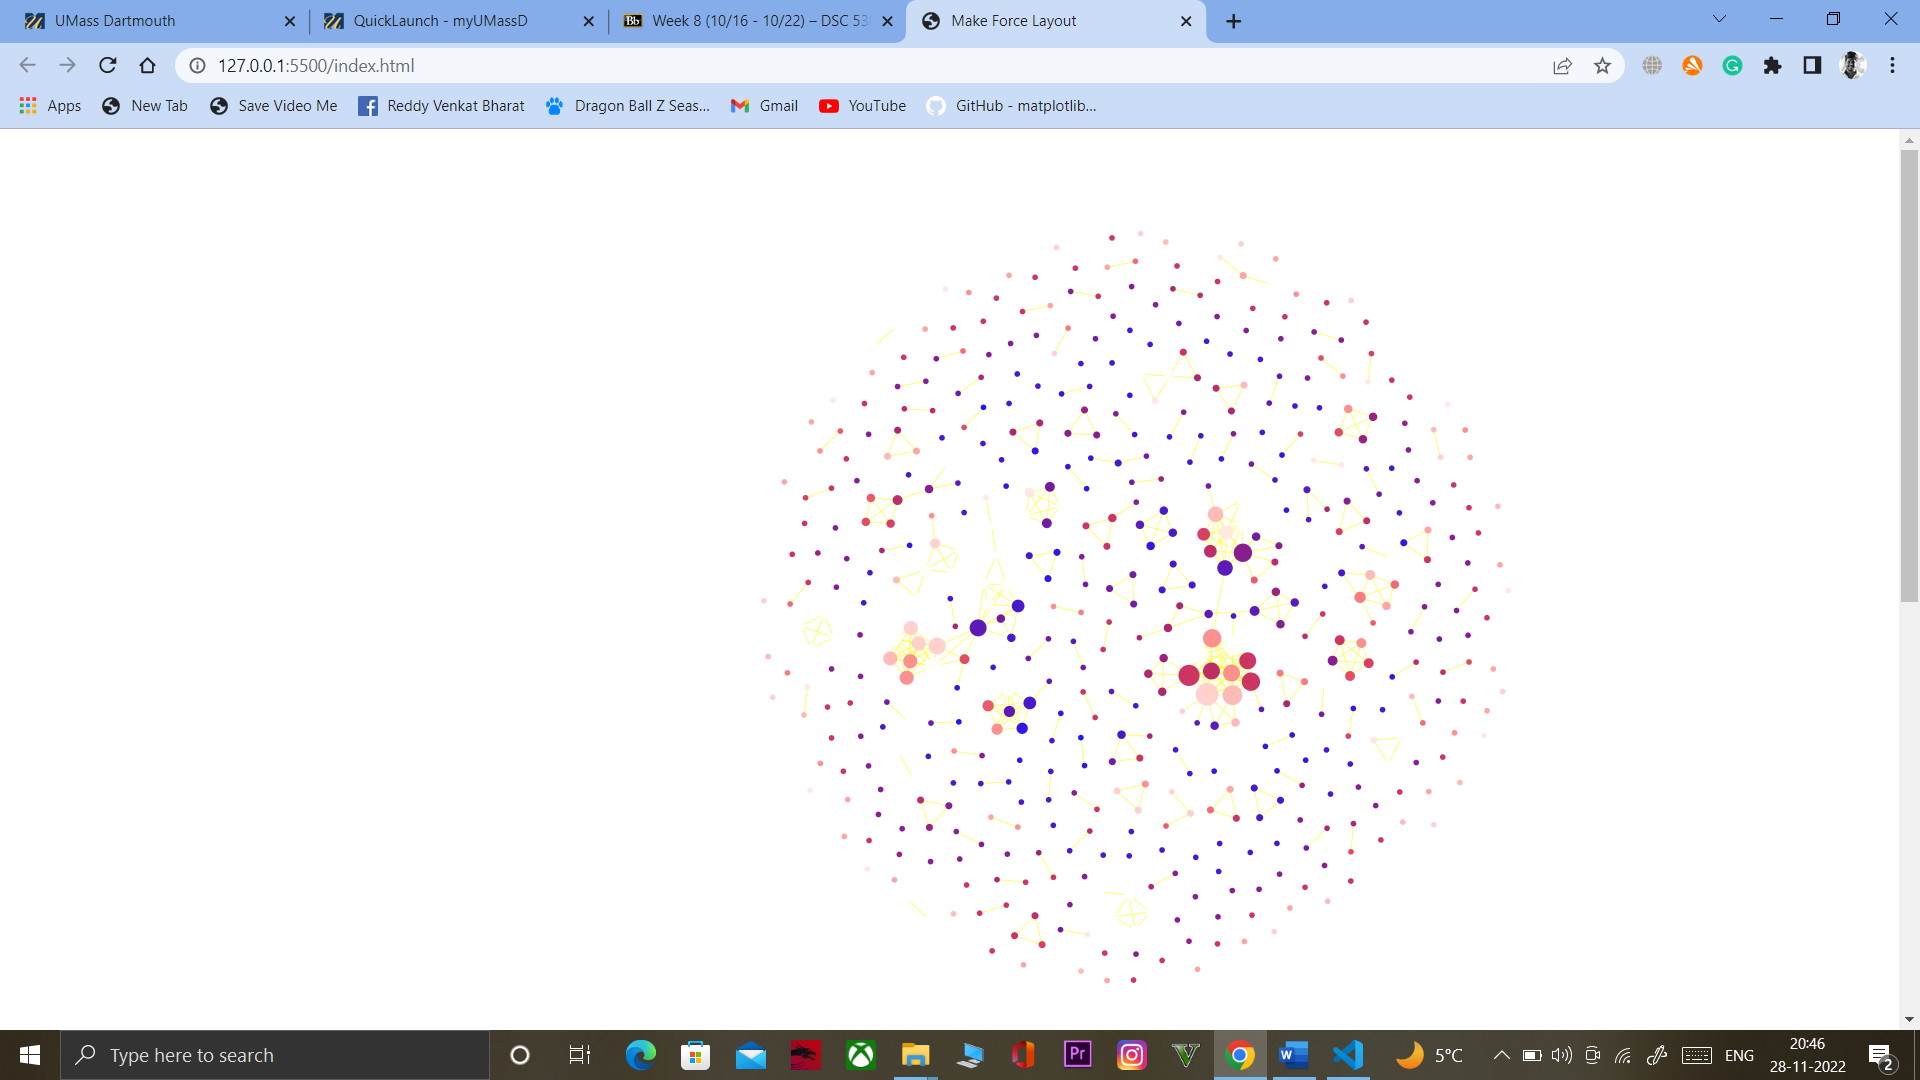 UMass Dartmouth
QuickLaunch - myUMassD
Bb Week 8 (10/16 - 10/22) – DSC 53
Make Force Layout
127.0.0.1:5500/index.html
Apps
New Tab
Save Video Me
Reddy Venkat Bharat
Dragon Ball Z Seas...
Gmail
YouTube
GitHub - matplotlib...
Type here to search
Pr
5°C
ENG
20:46
28-11-2022
2